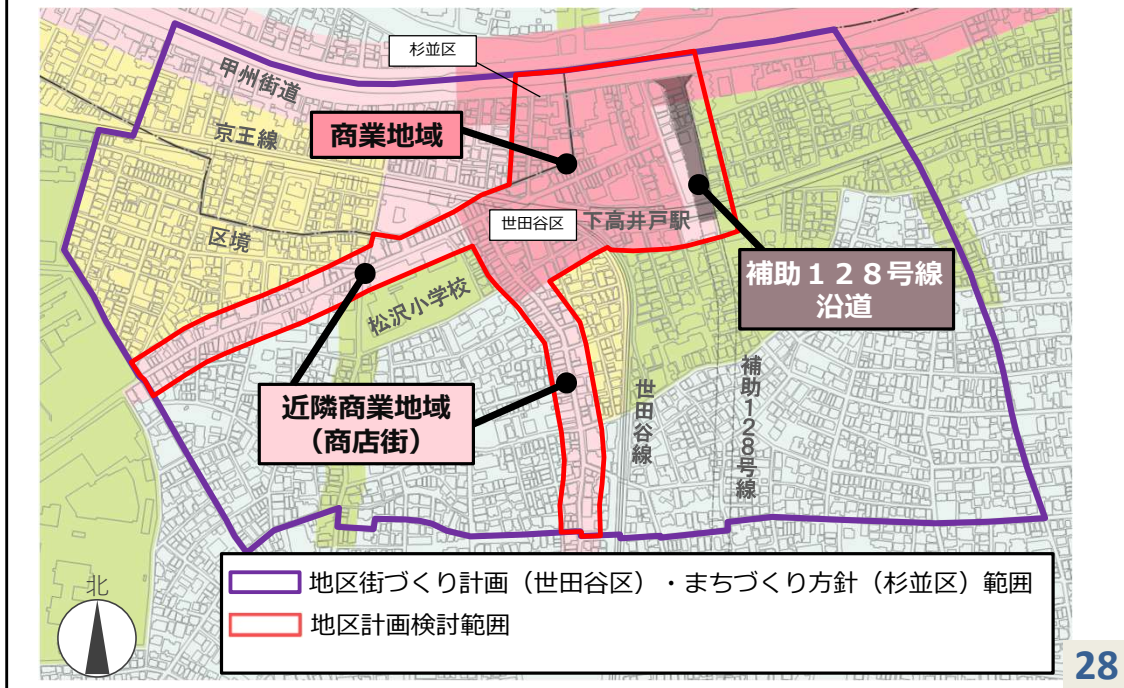 杉並区
甲州街道
京王線
商業地域
世田谷区
下高井戸駅
区境
補助128号線
沿道
松沢小学校
近隣商業地域
（商店街）
世田谷線
補助128号線
北
地区街づくり計画（世田谷区）・まちづくり方針（杉並区）範囲
地区計画検討範囲
28